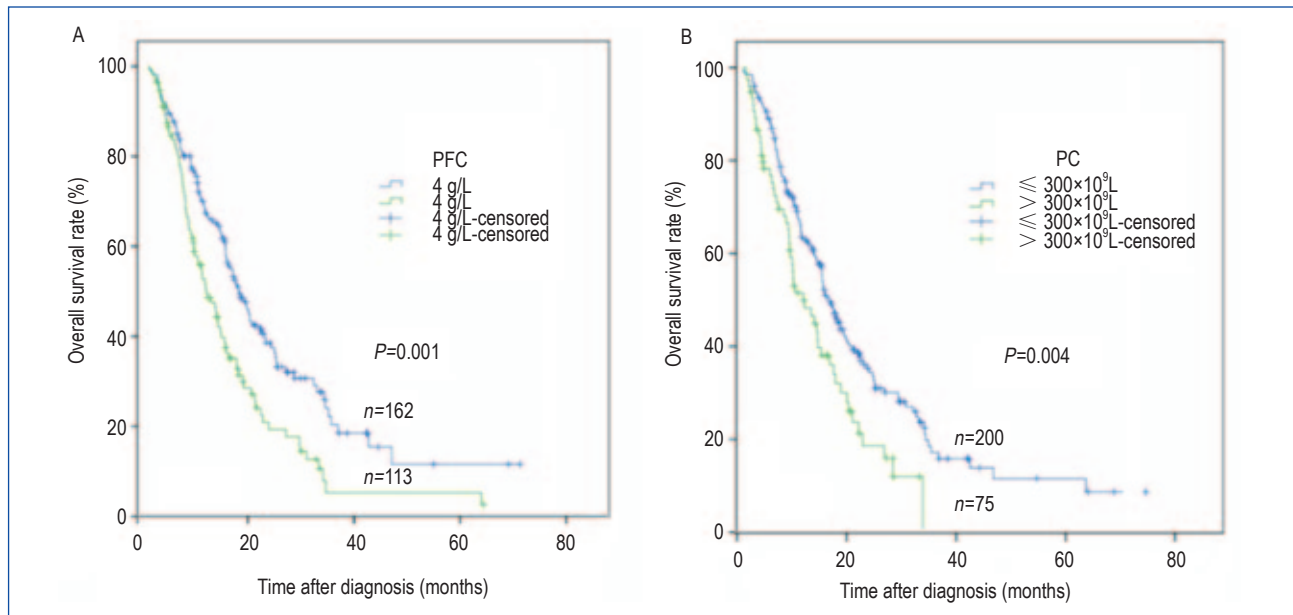 A
100
80
60
40
20
0
0 20 40 60 80
Overall survival rate (%)
Time after diagnosis (months)
PFC
4 g/L
4 g/L
4 g/L-censored
4 g/L-censored
P=0.001
n=162
n=113
B
100
80
60
40
20
0
0 20 40 60 80
Overall survival rate (%)
Time after diagnosis (months)
PC
≤ 300×10⁹L
> 300×10⁹L
≤ 300×10⁹L-censored
> 300×10⁹L-censored
P=0.004
n=200
n=75